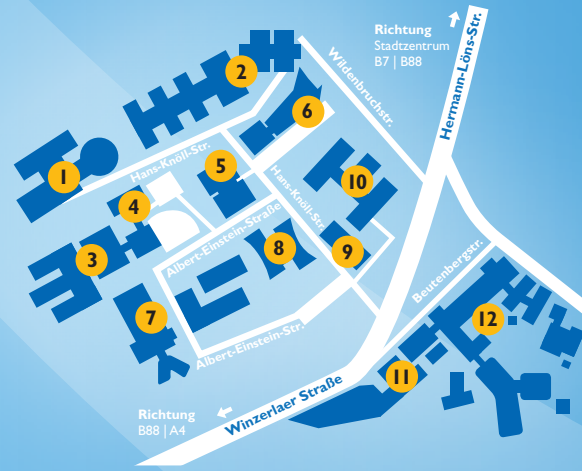 Richtung
Stadtzentrum
B7 | B88
Hermann-Löns-Str.
Wildenbruchstr.
2
6
1
Hans-Knöll-Str.
5
Hans-Knöll-Str.
10
4
Albert-Einstein-Straße
3
8
9
Beutenbergstr.
7
12
Albert-Einstein-Str.
11
Winzerlaer Straße
Richtung
B88 | A4